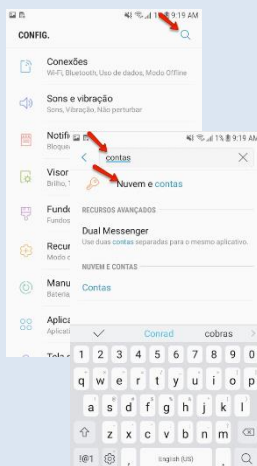 1% 9:19 AM
CONFIG.
Conexões
Wi-Fi, Bluetooth, Uso de dados, Modo Offline
Sons e vibração
Sons, Vibração, Não perturbar
Notifi
Bloquei
Visor
Brilho, T
Fundo
Fundos
Recur
Modo o
Manu
Bateria
Aplica
Aplicati
Tela
1% 9:19 AM
contas
Nuvem e contas
RECURSOS AVANÇADOS
Dual Messenger
Use duas contas separadas para o mesmo aplicativo.
NUVEM E CONTAS
Contas
Conrad cobras
1 2 3 4 5 6 7 8 9 0
q w e r t y u i o p
a s d f g h j k l
z x c v b n m
!#1 , English (US) .